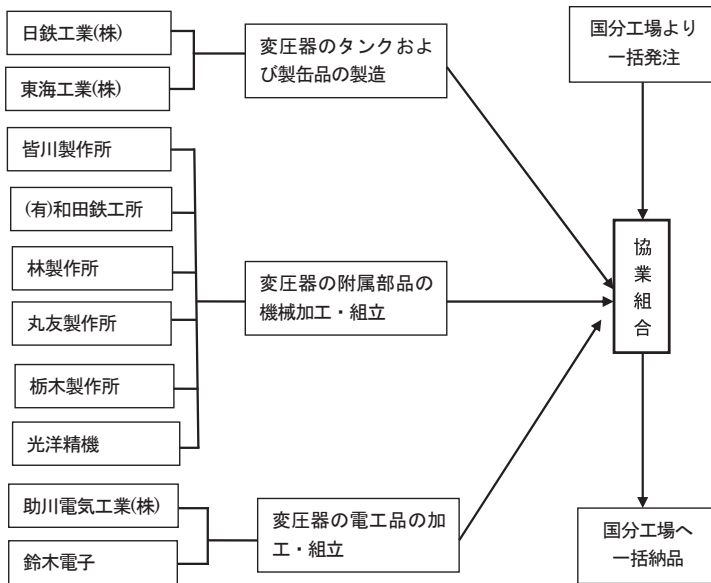 日鉄工業(株)
東海工業(株)
皆川製作所
(有)和田鉄工所
林製作所
丸友製作所
栃木製作所
光洋精機
助川電気工業(株)
鈴木電子
変圧器のタンクおよ
び製缶品の製造
変圧器の附属部品の
機械加工・組立
変圧器の電工品の加
工・組立
国分工場より
一括発注
協業組合
国分工場へ
一括納品